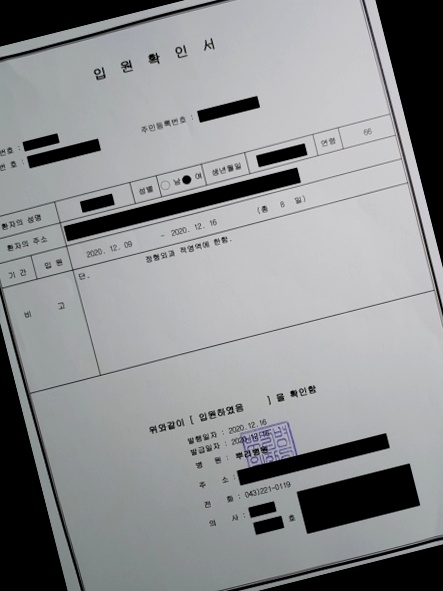 입 원 확 인 서
번호 :
번 호 :
주민등록번호 :
환자의 성명 성별 ○ 남 ● 여 생년월일 연령 66
환자의 주소
기 간 입 원 2020. 12. 09 ~ 2020. 12. 16 (총 8 일)
비 고 단, 정형외과 적영역에 한함.
위와같이 [ 입원하였음 ] 을 확인함
발행일자 : 2020.12.16
발급일자 : 2020.12.16
병 원 : 뿌리병원
주 소 :
전 화 : 043)221-0119
의 사 :
호